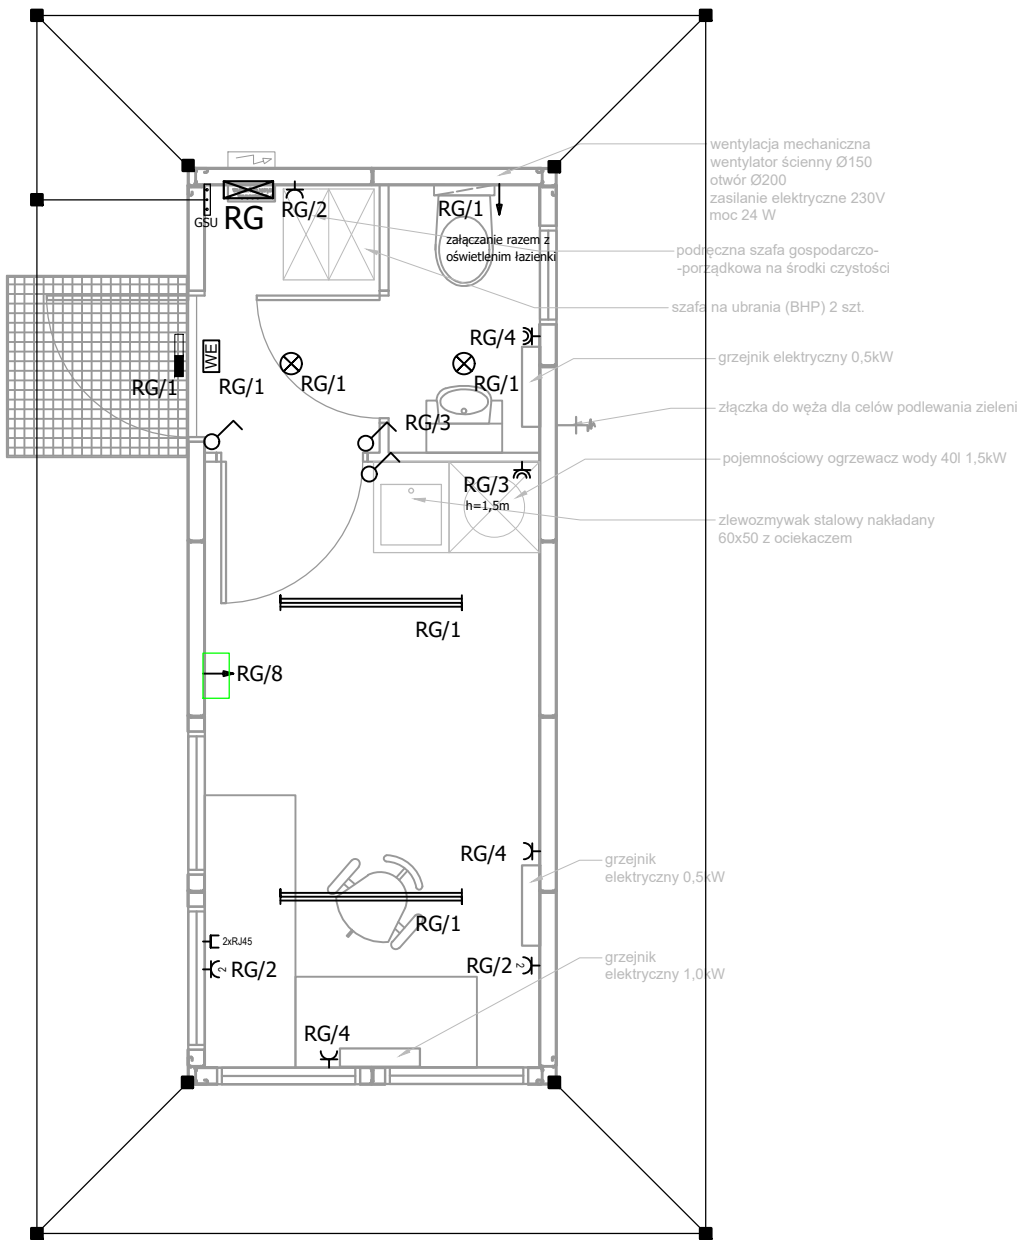 wentylacja mechaniczna
wentylator ścienny Ø150
otwór Ø200
zasilanie elektryczne 230V
moc 24 W
GSU
RG
RG/2
RG/1
załączanie razem z
oświetlenim łazienki
podręczna szafa gospodarczo-
-porządkowa na środki czystości
szafa na ubrania (BHP) 2 szt.
RG/4
WE
RG/1
RG/1
RG/1
RG/1
grzejnik elektryczny 0,5kW
złączka do węża dla celów podlewania zieleni
RG/3
pojemnościowy ogrzewacz wody 40l 1,5kW
RG/3
h=1,5m
zlewozmywak stalowy nakładany
60x50 z ociekaczem
RG/1
RG/8
RG/4
grzejnik
elektryczny 0,5kW
RG/1
2xRJ45
2
RG/2
RG/2
2
grzejnik
elektryczny 1,0kW
RG/4